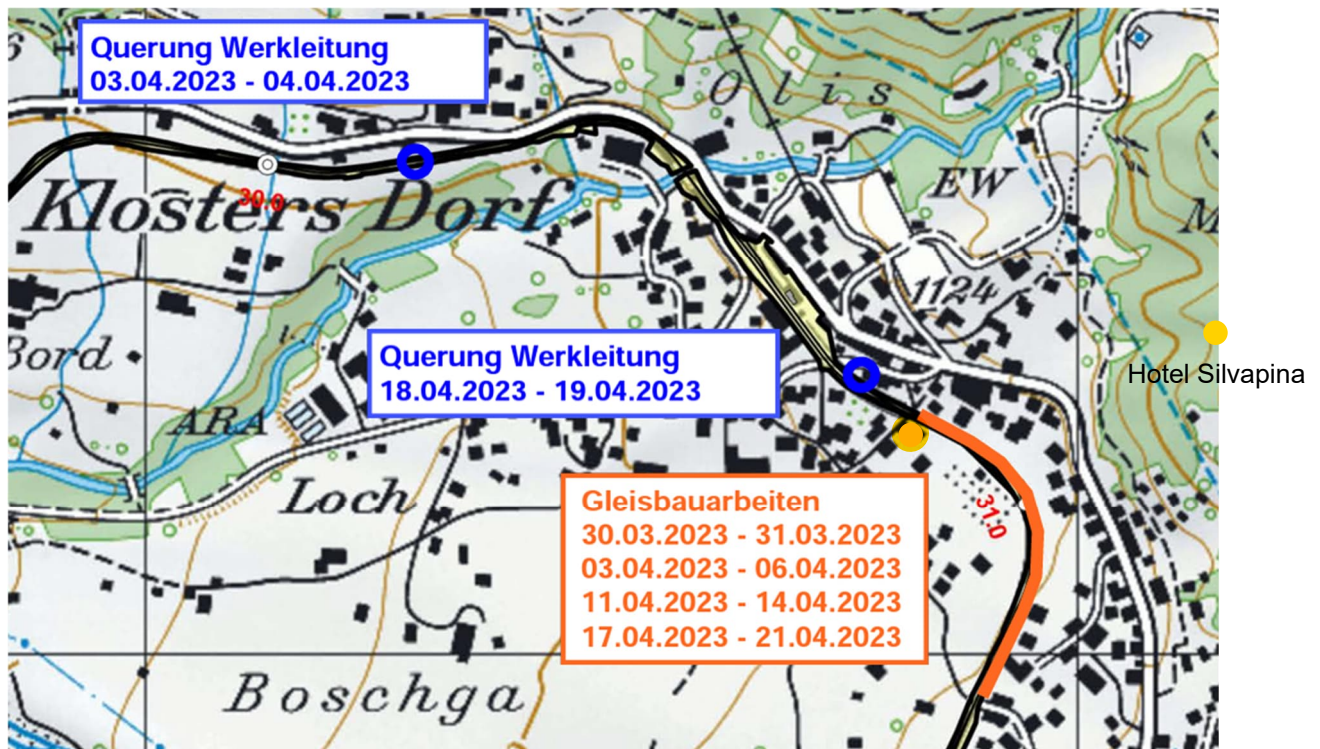 Querung Werkleitung
03.04.2023 - 04.04.2023
Olis
EW
30.0
Klosters Dorf
1124
Bord
Querung Werkleitung
18.04.2023 - 19.04.2023
Hotel Silvapina
ARA
Loch
Gleisbauarbeiten
30.03.2023 - 31.03.2023
03.04.2023 - 06.04.2023
11.04.2023 - 14.04.2023
17.04.2023 - 21.04.2023
31.0
Boschga